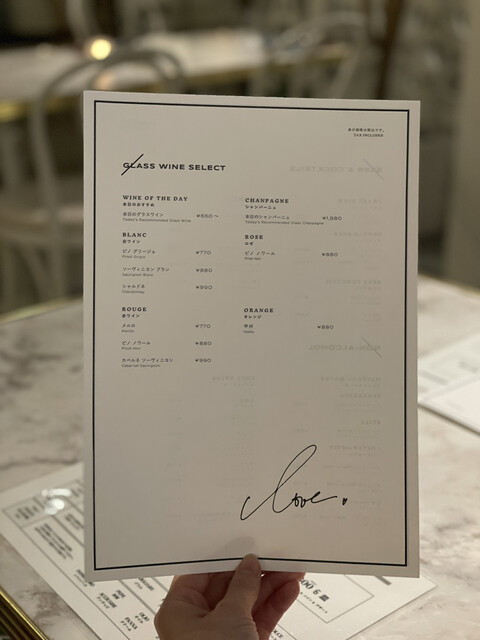 表示価格は税込です。
TAX INCLUDED
GLASS WINE SELECT
WINE OF THE DAY
本日のおすすめ
本日のグラスワイン ¥660～
Today's Recommended Glass Wine
BLANC
白ワイン
ピノ グリージョ ¥770
Pinot Grigio
ソーヴィニヨン ブラン ¥880
Sauvignon Blanc
シャルドネ ¥990
Chardonnay
ROUGE
赤ワイン
メルロ ¥770
Merlot
ピノ ノワール ¥880
Pinot Noir
カベルネ ソーヴィニヨン ¥990
Cabernet Sauvignon
CHANPAGNE
シャンパーニュ
本日のシャンパーニュ ¥1,980
Today's Recommended Glass Champagne
ROSE
ロゼ
ピノ ノワール ¥880
ORANGE
オレンジ
甲州 ¥880
Love.